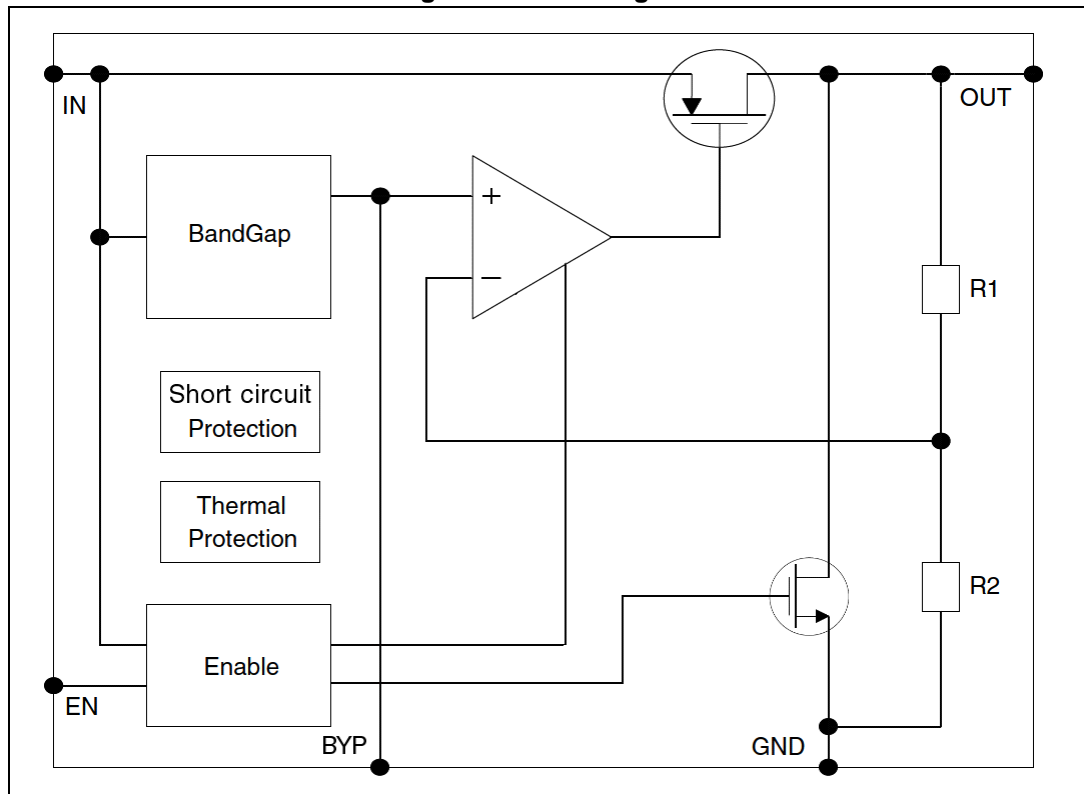 IN
OUT
BandGap
+
−
R1
Short circuit
Protection
Thermal
Protection
R2
Enable
EN
BYP
GND